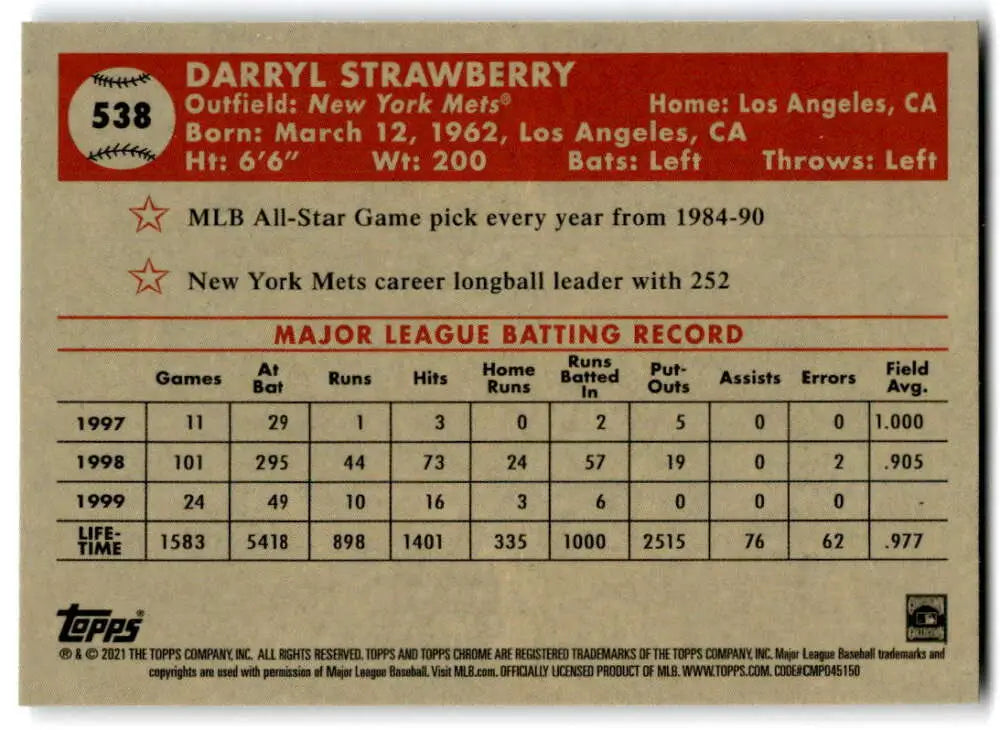 538
DARRYL STRAWBERRY
Outfield: New York Mets® Home: Los Angeles, CA
Born: March 12, 1962, Los Angeles, CA
Ht: 6'6" Wt: 200 Bats: Left Throws: Left
MLB All-Star Game pick every year from 1984-90
New York Mets career longball leader with 252
MAJOR LEAGUE BATTING RECORD
Games At Bat Runs Hits Home Runs Runs Batted In Put-Outs Assists Errors Field Avg.
1997 11 29 1 3 0 2 5 0 0 1.000
1998 101 295 44 73 24 57 19 0 2 .905
1999 24 49 10 16 3 6 0 0 0 -
LIFE-TIME 1583 5418 898 1401 335 1000 2515 76 62 .977
topps®
® & © 2021 THE TOPPS COMPANY, INC. ALL RIGHTS RESERVED. TOPPS AND TOPPS CHROME ARE REGISTERED TRADEMARKS OF THE TOPPS COMPANY, INC. Major League Baseball trademarks and
copyrights are used with permission of Major League Baseball. Visit MLB.com. OFFICIALLY LICENSED PRODUCT OF MLB. WWW.TOPPS.COM. CODE#CMP045150